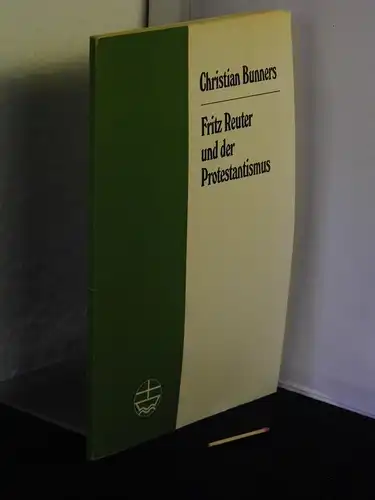 Christian Bunners
Fritz Reuter
und der
Protestantismus